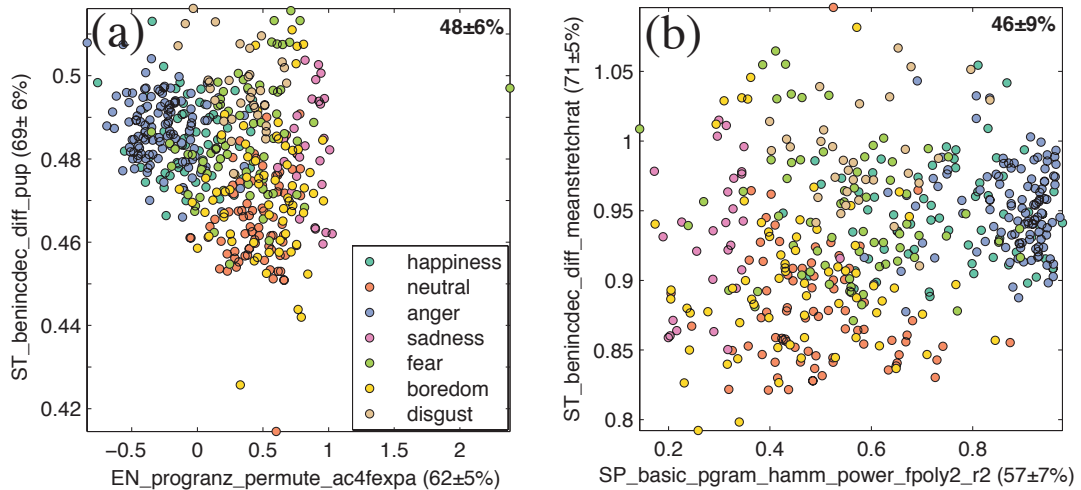 (a)
48±6%
0.5
0.48
0.46
0.44
0.42
ST_benincdec_diff_pup (69± 6%)
−0.5
0
0.5
1
1.5
2
EN_progranz_permute_ac4fexpa (62±5%)
happiness
neutral
anger
sadness
fear
boredom
disgust
(b)
46±9%
1.05
1
0.95
0.9
0.85
0.8
ST_benincdec_diff_meanstretchrat (71±5%)
0.2
0.4
0.6
0.8
SP_basic_pgram_hamm_power_fpoly2_r2 (57±7%)